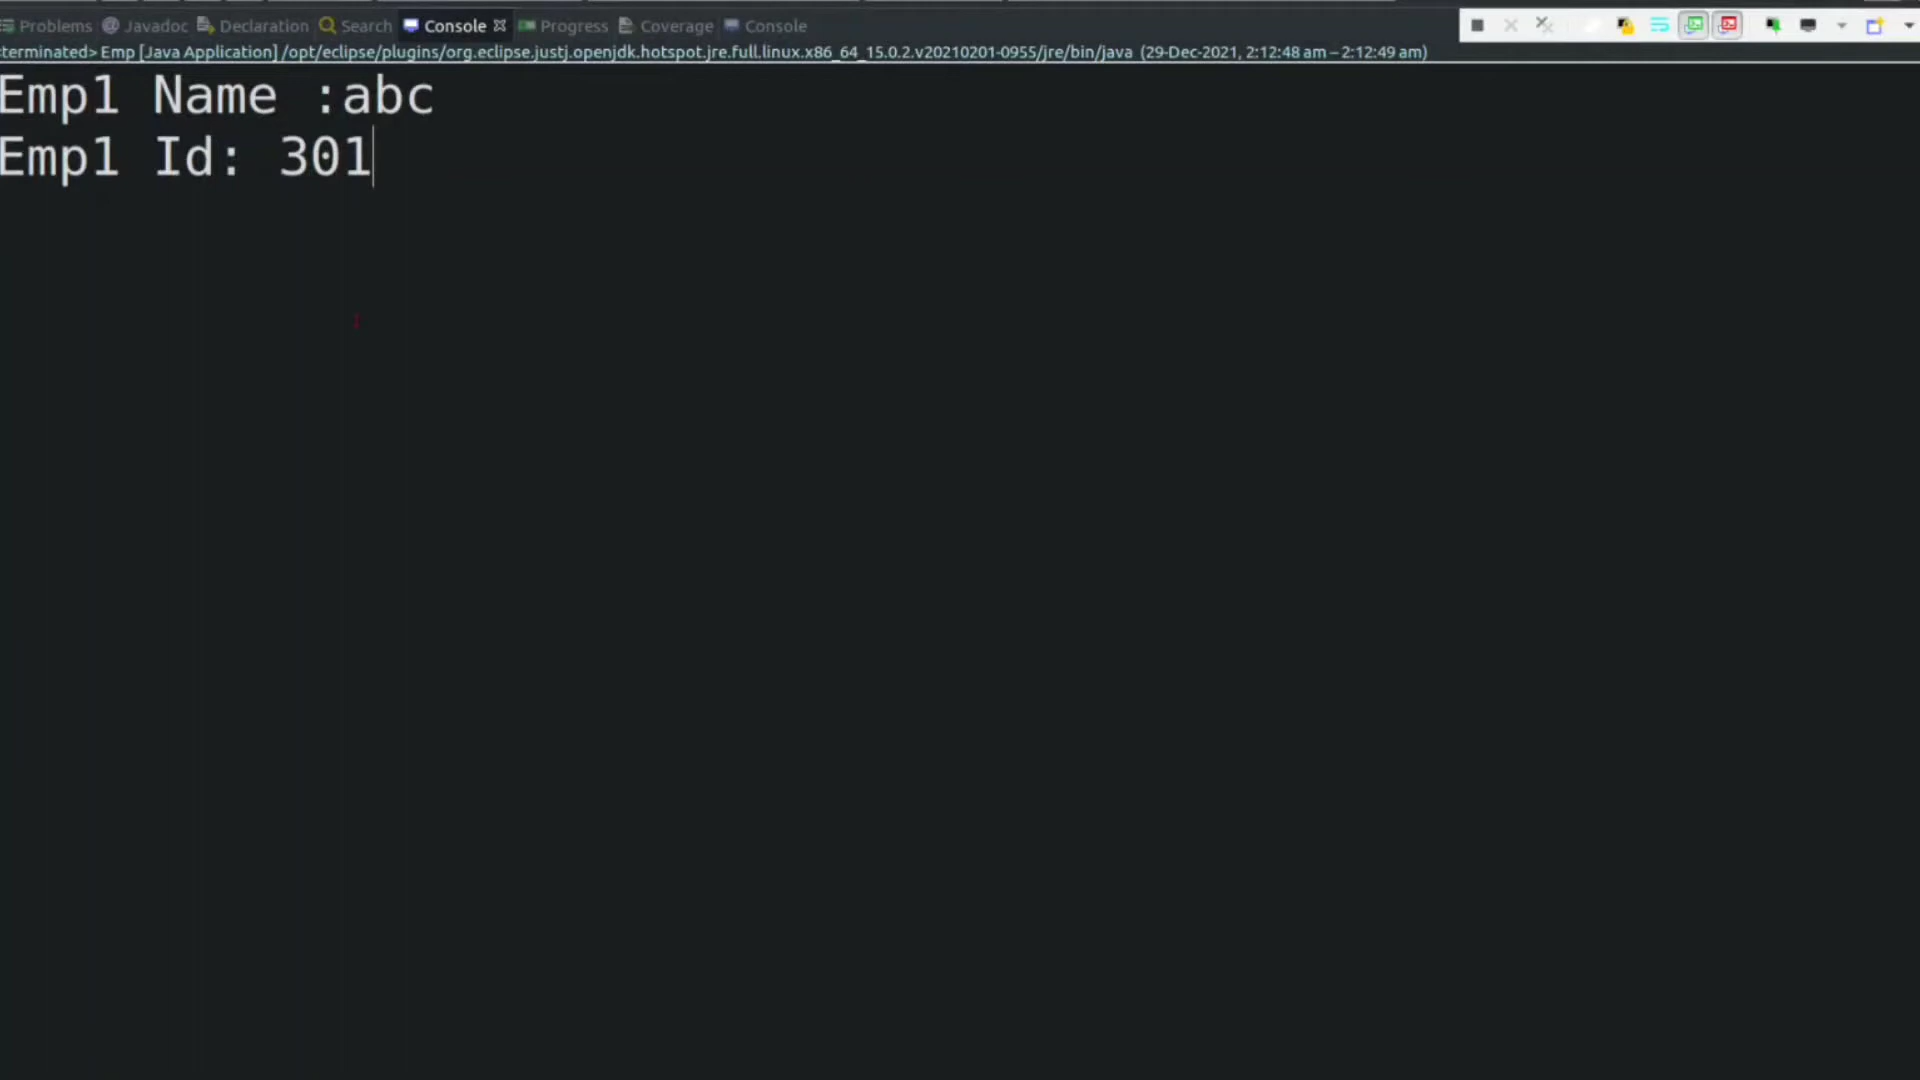 Problems Javadoc Declaration Search Console Progress Coverage Console
terminated> Emp [Java Application] /opt/eclipse/plugins/org.eclipse.justj.openjdk.hotspot.jre.full.linux.x86_64_15.0.2.v20210201-0955/jre/bin/java (29-Dec-2021, 2:12:48 am – 2:12:49 am)
Emp1 Name :abc
Emp1 Id: 301